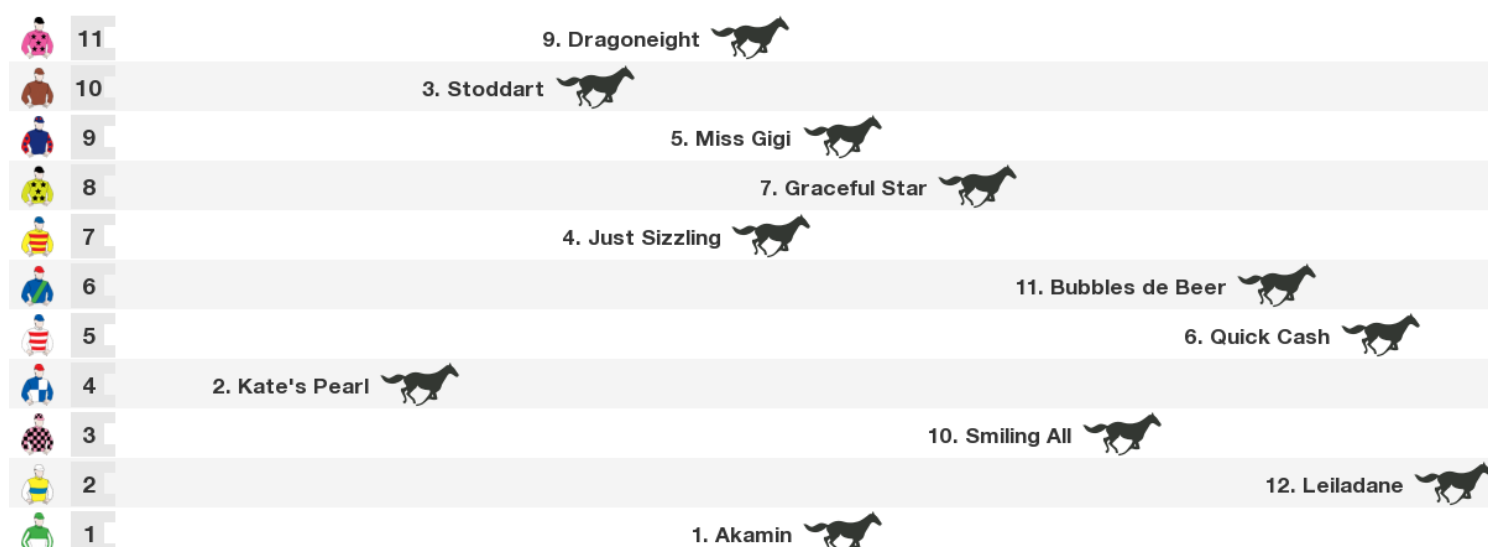 11 9. Dragoneight
10 3. Stoddart
9 5. Miss Gigi
8 7. Graceful Star
7 4. Just Sizzling
6 11. Bubbles de Beer
5 6. Quick Cash
4 2. Kate's Pearl
3 10. Smiling All
2 12. Leiladane
1 1. Akamin